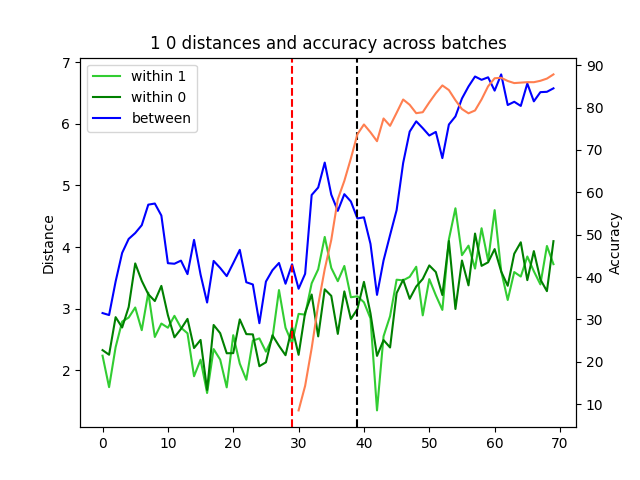 1 0 distances and accuracy across batches
within 1
within 0
between
Distance
Accuracy
7
6
5
4
3
2
90
80
70
60
50
40
30
20
10
0 10 20 30 40 50 60 70